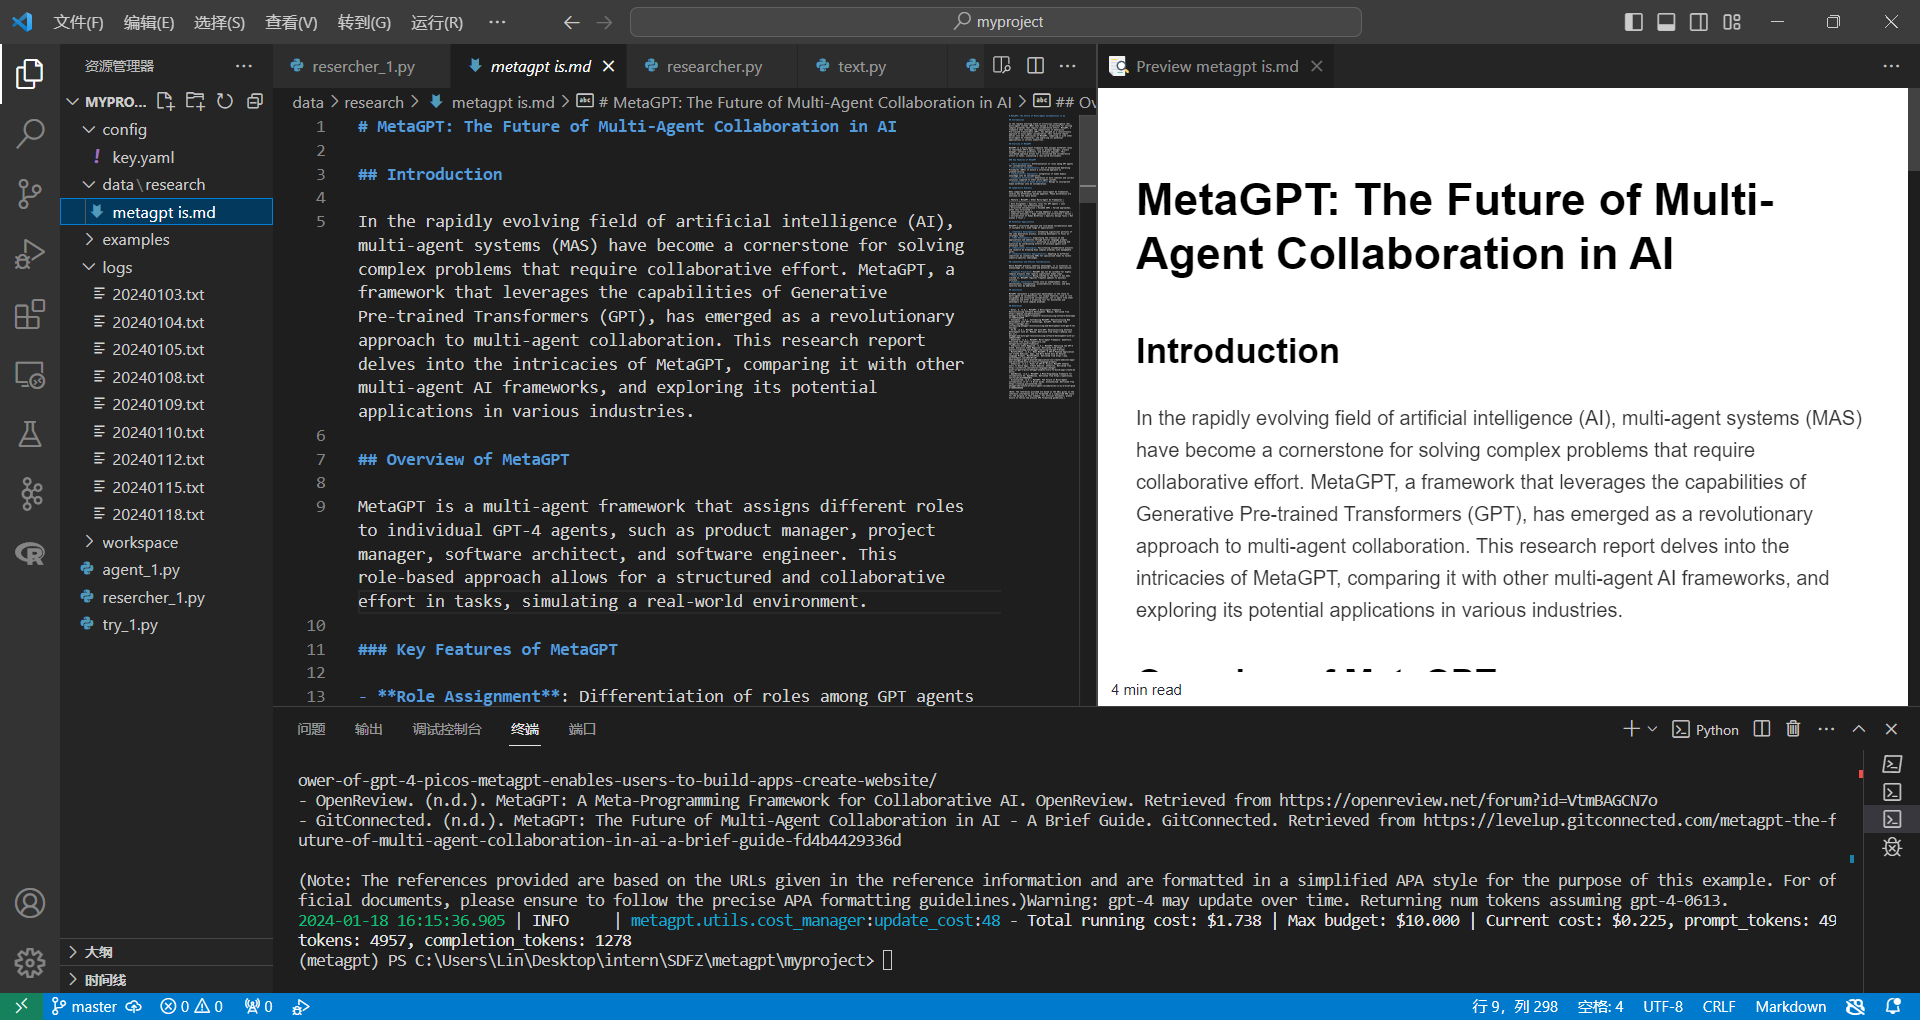 文件(F) 编辑(E) 选择(S) 查看(V) 转到(G) 运行(R) ··· myproject
资源管理器 ···
MYPRO...
config
key.yaml
data\research
metagpt is.md
examples
logs
20240103.txt
20240104.txt
20240105.txt
20240108.txt
20240109.txt
20240110.txt
20240112.txt
20240115.txt
20240118.txt
workspace
agent_1.py
resercher_1.py
try_1.py
大纲
时间线
resercher_1.py metagpt is.md researcher.py text.py ···
data > research > metagpt is.md > # MetaGPT: The Future of Multi-Agent Collaboration in AI > ## Ov
1 # MetaGPT: The Future of Multi-Agent Collaboration in AI
2
3 ## Introduction
4
5 In the rapidly evolving field of artificial intelligence (AI),
multi-agent systems (MAS) have become a cornerstone for solving
complex problems that require collaborative effort. MetaGPT, a
framework that leverages the capabilities of Generative
Pre-trained Transformers (GPT), has emerged as a revolutionary
approach to multi-agent collaboration. This research report
delves into the intricacies of MetaGPT, comparing it with other
multi-agent AI frameworks, and exploring its potential
applications in various industries.
6
7 ## Overview of MetaGPT
8
9 MetaGPT is a multi-agent framework that assigns different roles
to individual GPT-4 agents, such as product manager, project
manager, software architect, and software engineer. This
role-based approach allows for a structured and collaborative
effort in tasks, simulating a real-world environment.
10
11 ### Key Features of MetaGPT
12
13 - **Role Assignment**: Differentiation of roles among GPT agents
Preview metagpt is.md ···
MetaGPT: The Future of Multi-
Agent Collaboration in AI
Introduction
In the rapidly evolving field of artificial intelligence (AI), multi-agent systems (MAS)
have become a cornerstone for solving complex problems that require
collaborative effort. MetaGPT, a framework that leverages the capabilities of
Generative Pre-trained Transformers (GPT), has emerged as a revolutionary
approach to multi-agent collaboration. This research report delves into the
intricacies of MetaGPT, comparing it with other multi-agent AI frameworks, and
exploring its potential applications in various industries.
Overview of MetaGPT
4 min read
问题 输出 调试控制台 终端 端口 Python ···
ower-of-gpt-4-picos-metagpt-enables-users-to-build-apps-create-website/
- OpenReview. (n.d.). MetaGPT: A Meta-Programming Framework for Collaborative AI. OpenReview. Retrieved from https://openreview.net/forum?id=VtmBAGCN7o
- GitConnected. (n.d.). MetaGPT: The Future of Multi-Agent Collaboration in AI - A Brief Guide. GitConnected. Retrieved from https://levelup.gitconnected.com/metagpt-the-f
uture-of-multi-agent-collaboration-in-ai-a-brief-guide-fd4b4429336d
(Note: The references provided are based on the URLs given in the reference information and are formatted in a simplified APA style for the purpose of this example. For of
ficial documents, please ensure to follow the precise APA formatting guidelines.)Warning: gpt-4 may update over time. Returning num tokens assuming gpt-4-0613.
2024-01-18 16:15:36.905 | INFO | metagpt.utils.cost_manager:update_cost:48 - Total running cost: $1.738 | Max budget: $10.000 | Current cost: $0.225, prompt_tokens: 49
tokens: 4957, completion_tokens: 1278
(metagpt) PS C:\Users\Lin\Desktop\intern\SDFZ\metagpt\myproject>
master 0 0 0 行 9，列 298 空格: 4 UTF-8 CRLF Markdown